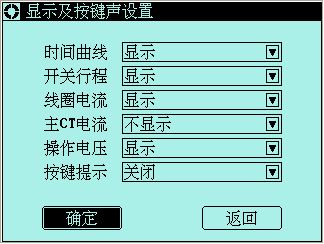 显示及按键声设置
时间曲线 显示
开关行程 显示
线圈电流 显示
主CT电流 不显示
操作电压 显示
按键提示 关闭
确定 返回